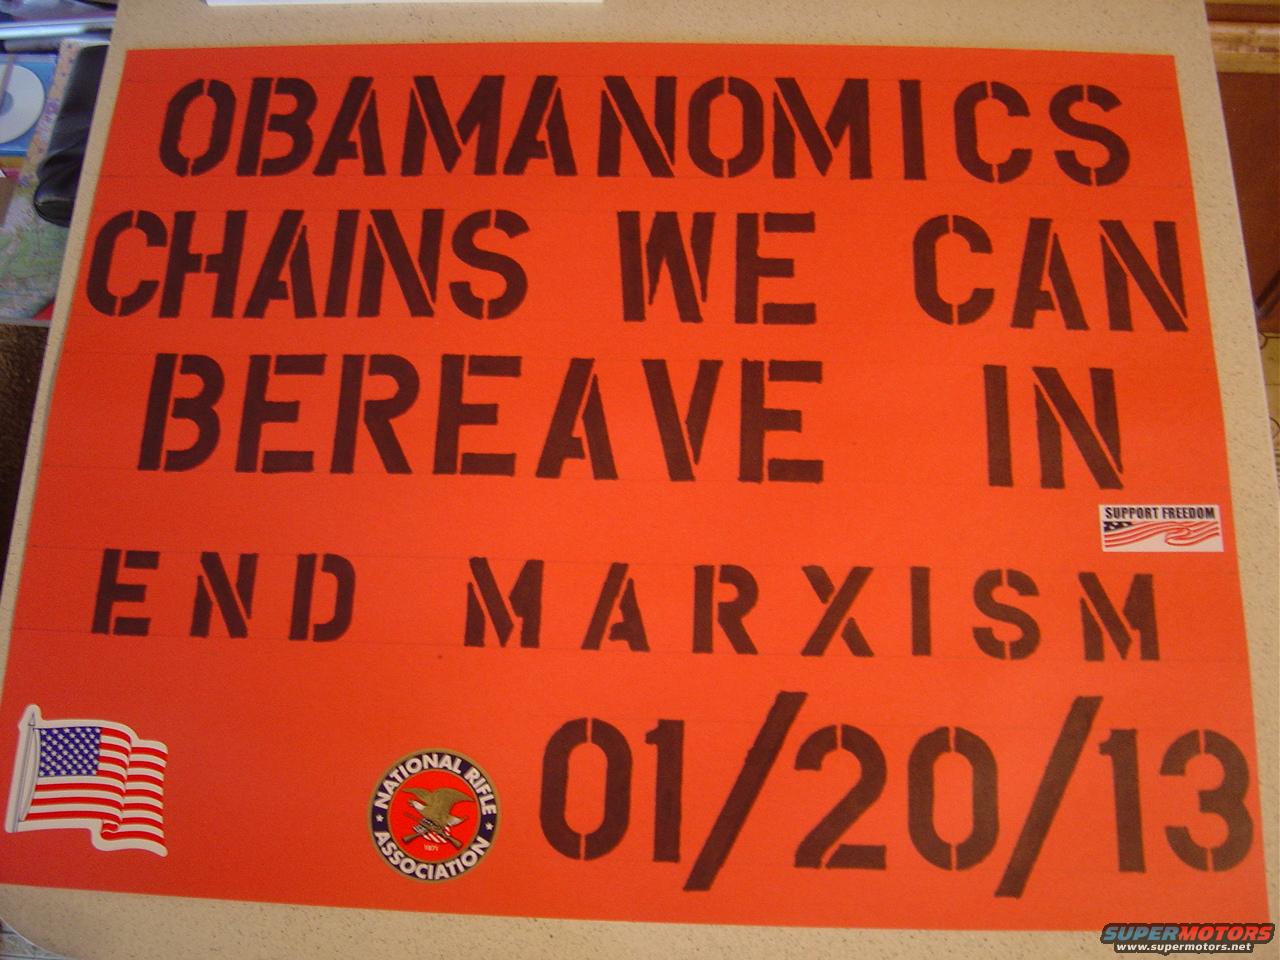 OBAMANOMICS
CHAINS WE CAN
BEREAVE IN
SUPPORT FREEDOM
END MARXISM
01/20/13
NATIONAL RIFLE
ASSOCIATION
1871
SUPERMOTORS
www.supermotors.net